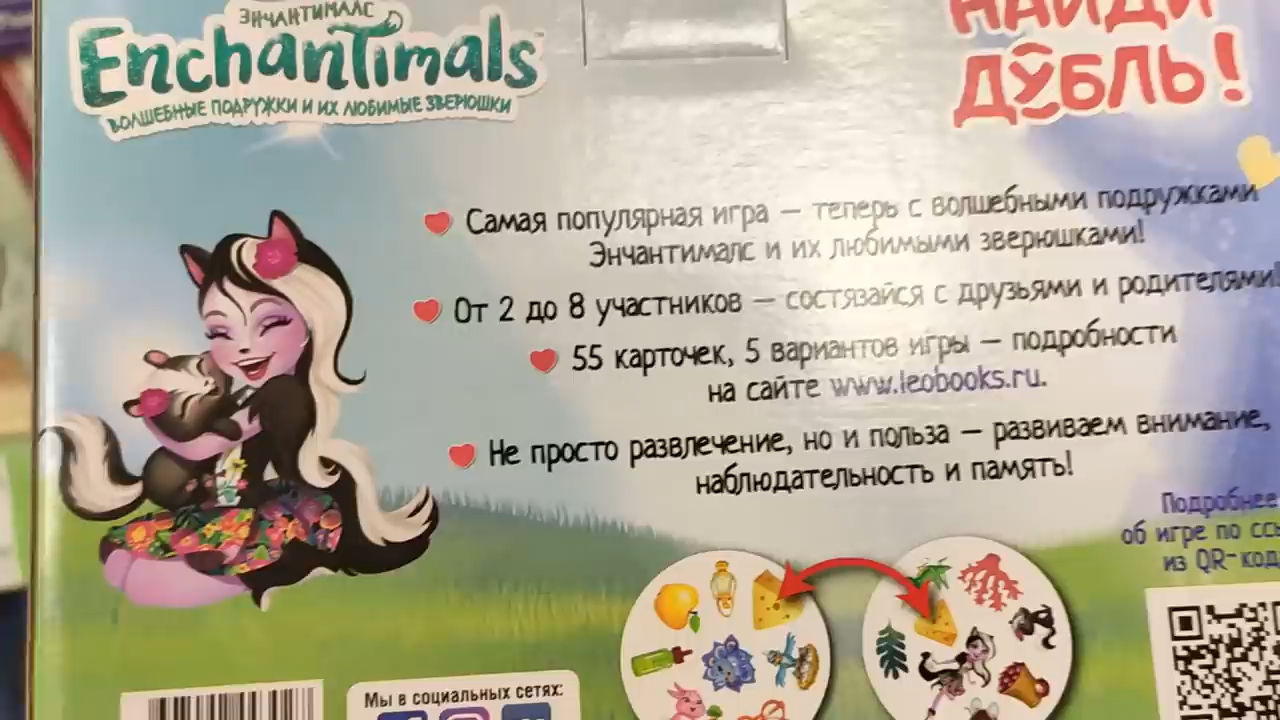 ЭНЧАНТИМАЛС
Enchantimals™
ВОЛШЕБНЫЕ ПОДРУЖКИ И ИХ ЛЮБИМЫЕ ЗВЕРЮШКИ
НАЙДИ
ДУБЛЬ!
Самая популярная игра — теперь с волшебными подружками
Энчантималс и их любимыми зверюшками!
От 2 до 8 участников — состязайся с друзьями и родителями!
55 карточек, 5 вариантов игры — подробности
на сайте www.leobooks.ru.
Не просто развлечение, но и польза — развиваем внимание,
наблюдательность и память!
Подробнее
об игре по
из QR-код
Мы в социальных сетях: